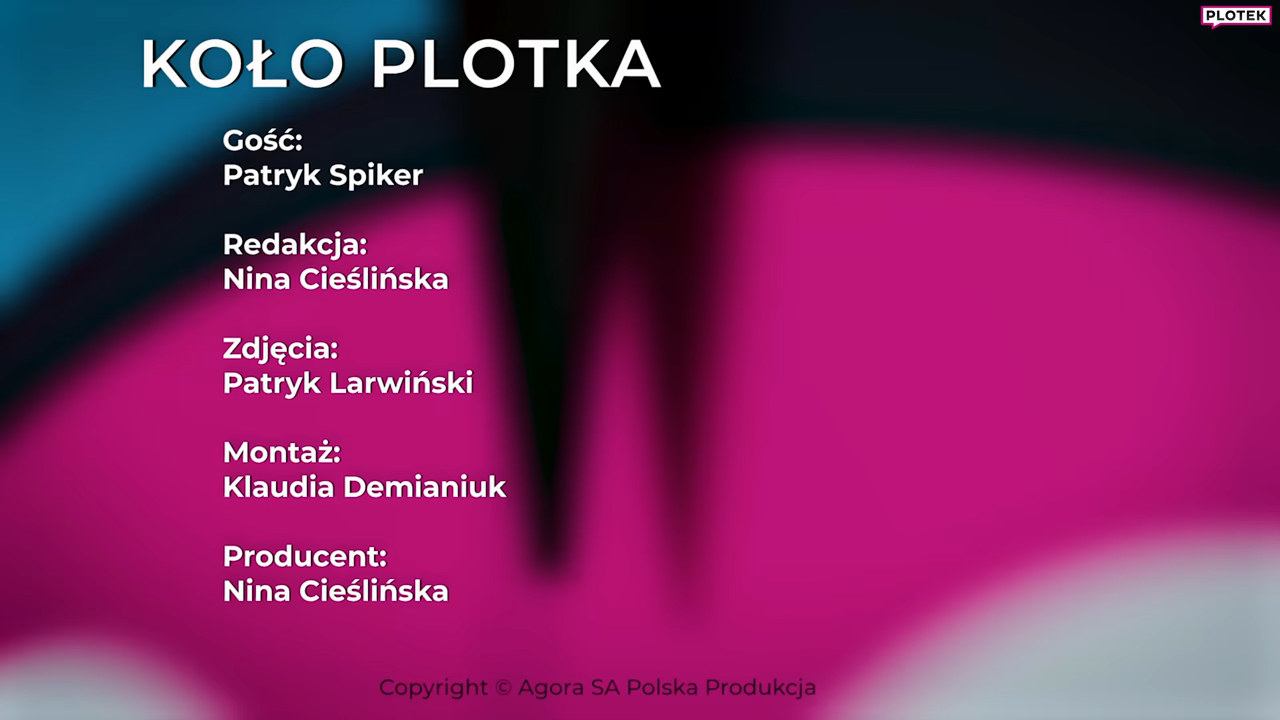 PLOTEK
KOŁO PLOTKA
Gość:
Patryk Spiker
Redakcja:
Nina Cieślińska
Zdjęcia:
Patryk Larwiński
Montaż:
Klaudia Demianiuk
Producent:
Nina Cieślińska
Copyright © Agora SA Polska Produkcja